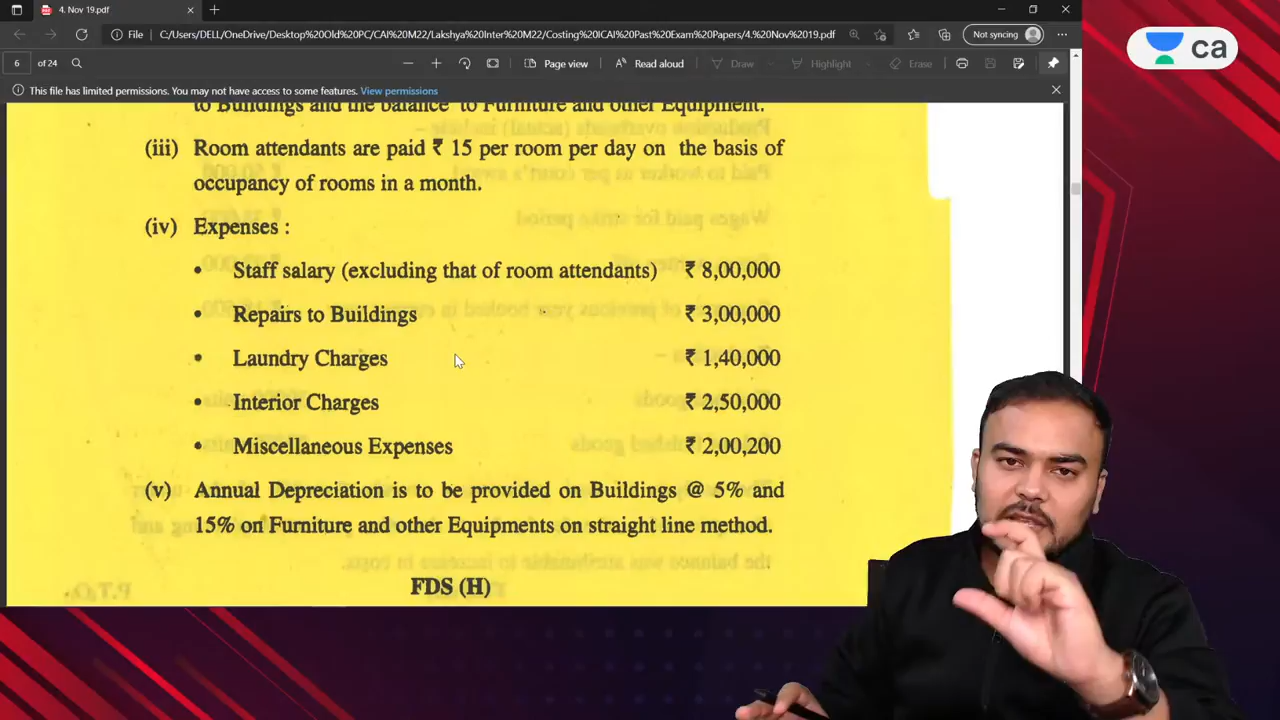 4. Nov 19.pdf
File
C:/Users/DELL/OneDrive/Desktop%20Old%20PC/CAI%20M22/Lakshya%20Inter%20M22/Costing%20ICAI%20Past%20Exam%20Papers/4.%20Nov%2019.pdf
Not syncing
6 of 24
Page view
Read aloud
Draw
Highlight
Erase
This file has limited permissions. You may not have access to some features. View permissions
ca
to Buildings and the balance to Furniture and other Equipment.
(iii) Room attendants are paid ₹ 15 per room per day on the basis of
occupancy of rooms in a month.
(iv) Expenses :
• Staff salary (excluding that of room attendants) ₹ 8,00,000
• Repairs to Buildings ₹ 3,00,000
• Laundry Charges ₹ 1,40,000
• Interior Charges ₹ 2,50,000
• Miscellaneous Expenses ₹ 2,00,200
(v) Annual Depreciation is to be provided on Buildings @ 5% and
15% on Furniture and other Equipments on straight line method.
FDS (H)
P.T.O.